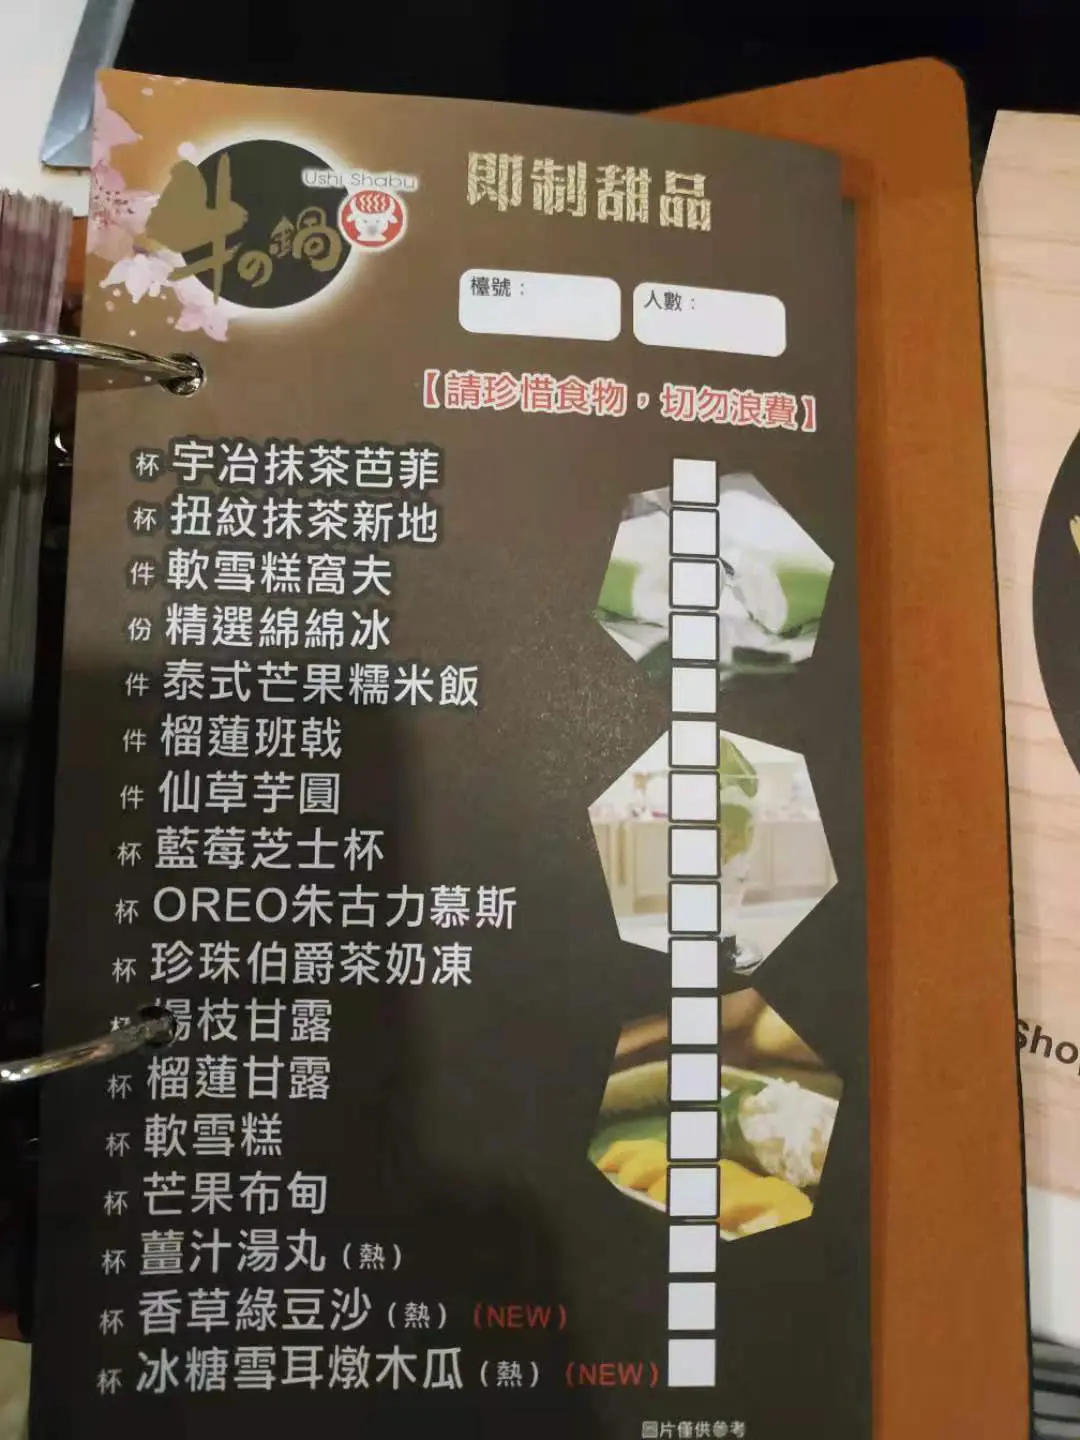 牛の鍋
Ushi Shabu
即制甜品
檯號：
人數：
【請珍惜食物，切勿浪費】
杯 宇冶抹茶芭菲
杯 扭紋抹茶新地
件 軟雪糕窩夫
份 精選綿綿冰
件 泰式芒果糯米飯
件 榴蓮班戟
件 仙草芋圓
杯 藍莓芝士杯
杯 OREO朱古力慕斯
杯 珍珠伯爵茶奶凍
杯 楊枝甘露
杯 榴蓮甘露
杯 軟雪糕
杯 芒果布甸
杯 薑汁湯丸（熱）
杯 香草綠豆沙（熱）（NEW）
杯 冰糖雪耳燉木瓜（熱）（NEW）
圖片僅供參考